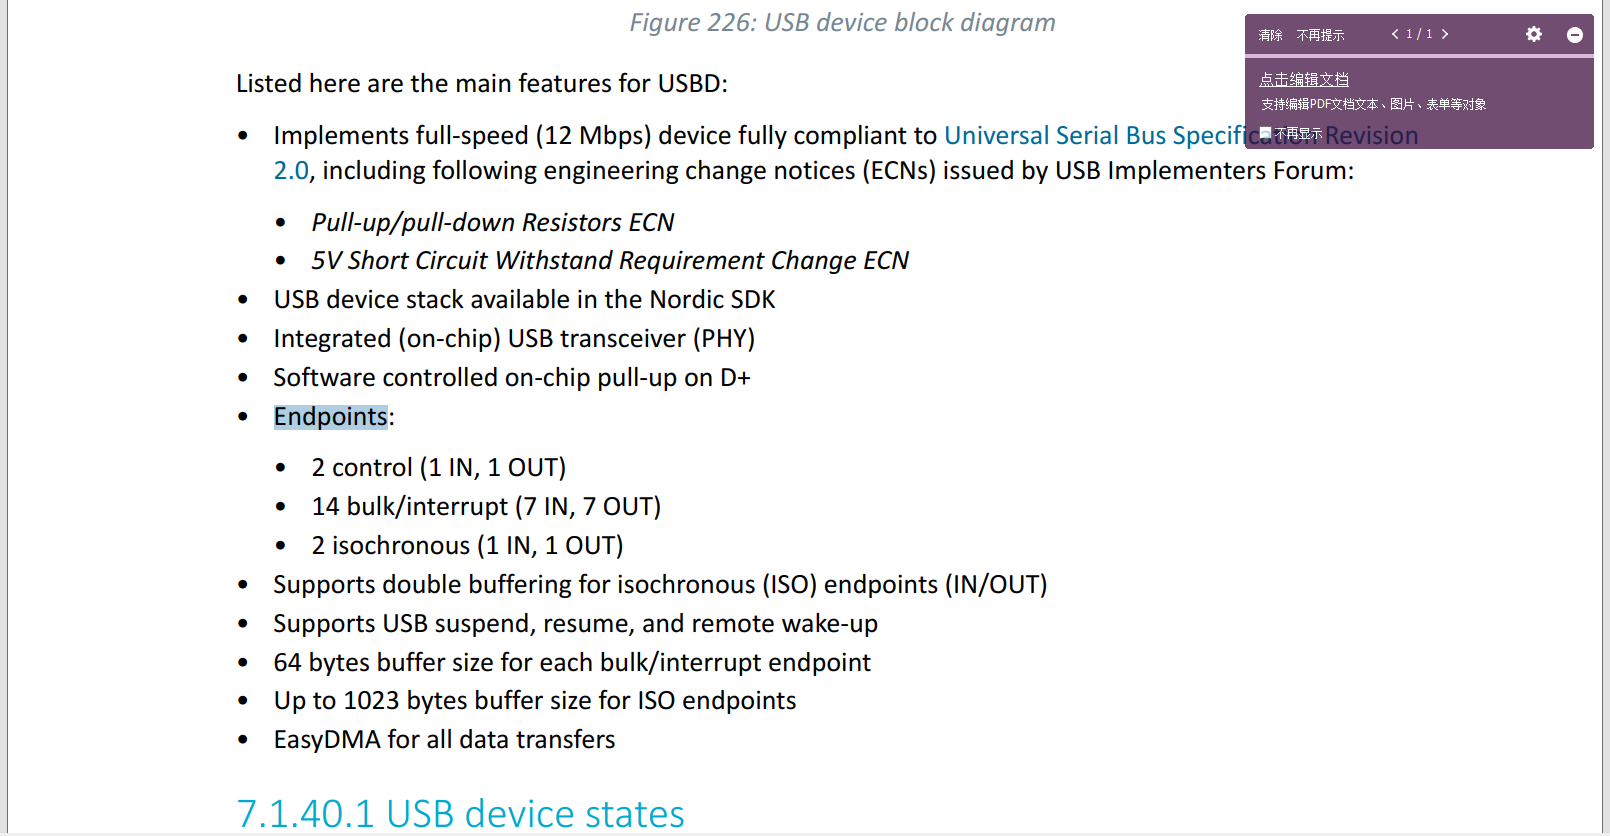 Figure 226: USB device block diagram
清除 不再提示 < 1 / 1 >
点击编辑文档
支持编辑PDF文档文本、图片、表单等对象
不再显示
Listed here are the main features for USBD:
• Implements full-speed (12 Mbps) device fully compliant to Universal Serial Bus Specification Revision
2.0, including following engineering change notices (ECNs) issued by USB Implementers Forum:
• Pull-up/pull-down Resistors ECN
• 5V Short Circuit Withstand Requirement Change ECN
• USB device stack available in the Nordic SDK
• Integrated (on-chip) USB transceiver (PHY)
• Software controlled on-chip pull-up on D+
• Endpoints:
• 2 control (1 IN, 1 OUT)
• 14 bulk/interrupt (7 IN, 7 OUT)
• 2 isochronous (1 IN, 1 OUT)
• Supports double buffering for isochronous (ISO) endpoints (IN/OUT)
• Supports USB suspend, resume, and remote wake-up
• 64 bytes buffer size for each bulk/interrupt endpoint
• Up to 1023 bytes buffer size for ISO endpoints
• EasyDMA for all data transfers
7.1.40.1 USB device states